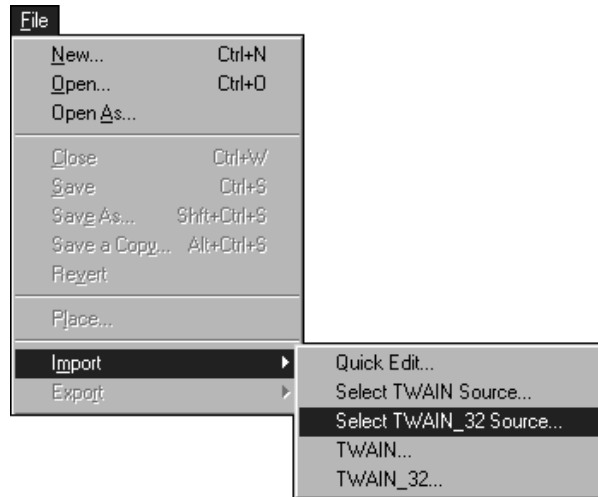 File
New... Ctrl+N
Open... Ctrl+O
Open As...
Close Ctrl+W
Save Ctrl+S
Save As... Shft+Ctrl+S
Save a Copy... Alt+Ctrl+S
Revert
Place...
Import
Export
Quick Edit...
Select TWAIN Source...
Select TWAIN_32 Source...
TWAIN...
TWAIN_32...